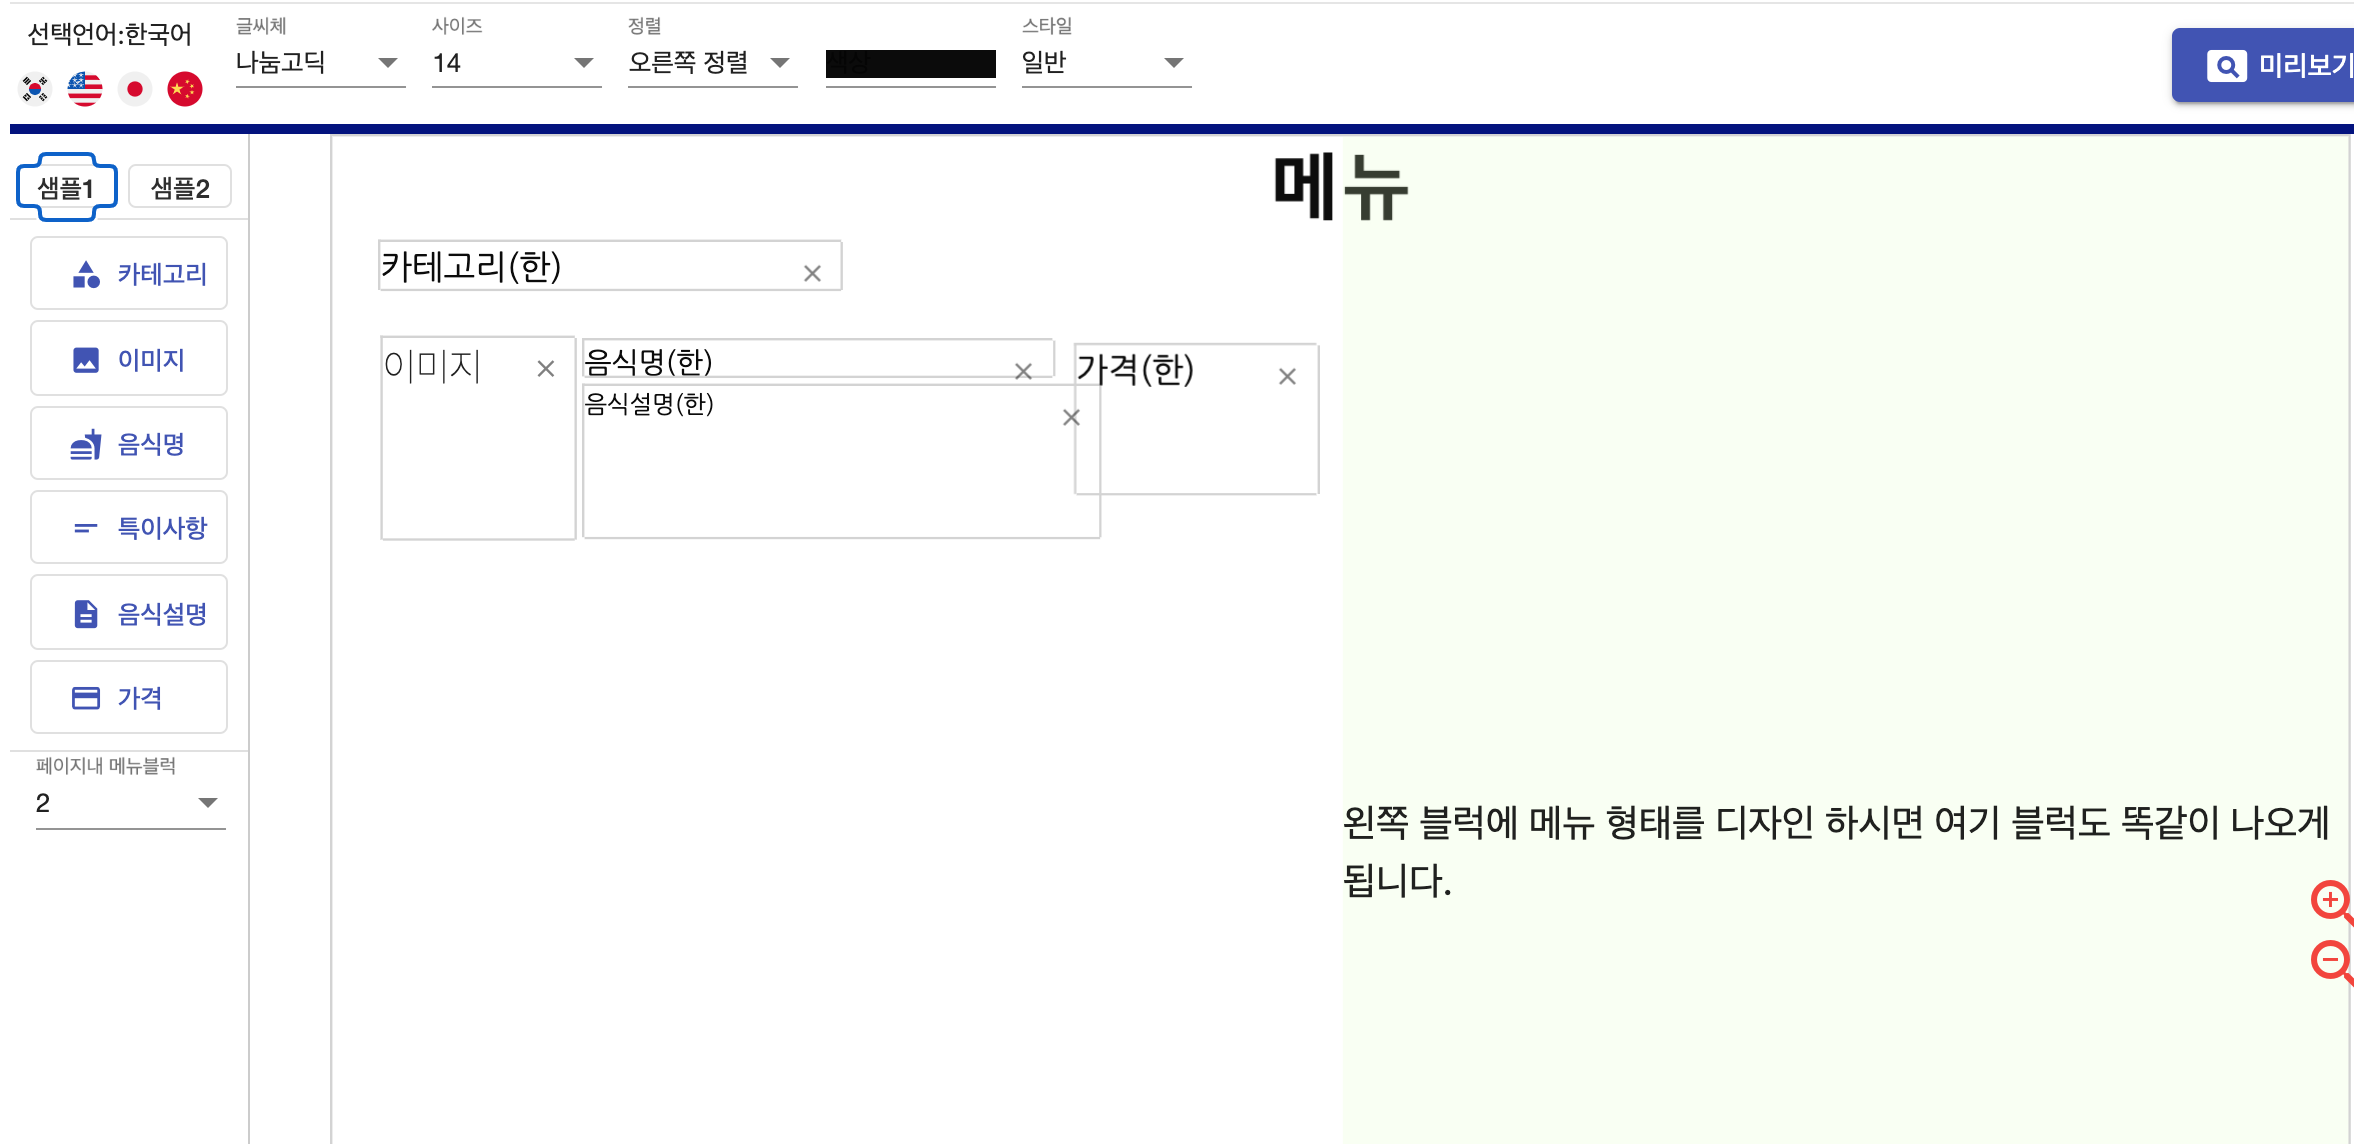 선택언어:한국어
글씨체
나눔고딕
사이즈
14
정렬
오른쪽 정렬
색상
스타일
일반
미리보기
샘플1
샘플2
카테고리
이미지
음식명
특이사항
음식설명
가격
페이지내 메뉴블럭
2
메뉴
카테고리(한)
이미지
음식명(한)
가격(한)
음식설명(한)
왼쪽 블럭에 메뉴 형태를 디자인 하시면 여기 블럭도 똑같이 나오게
됩니다.